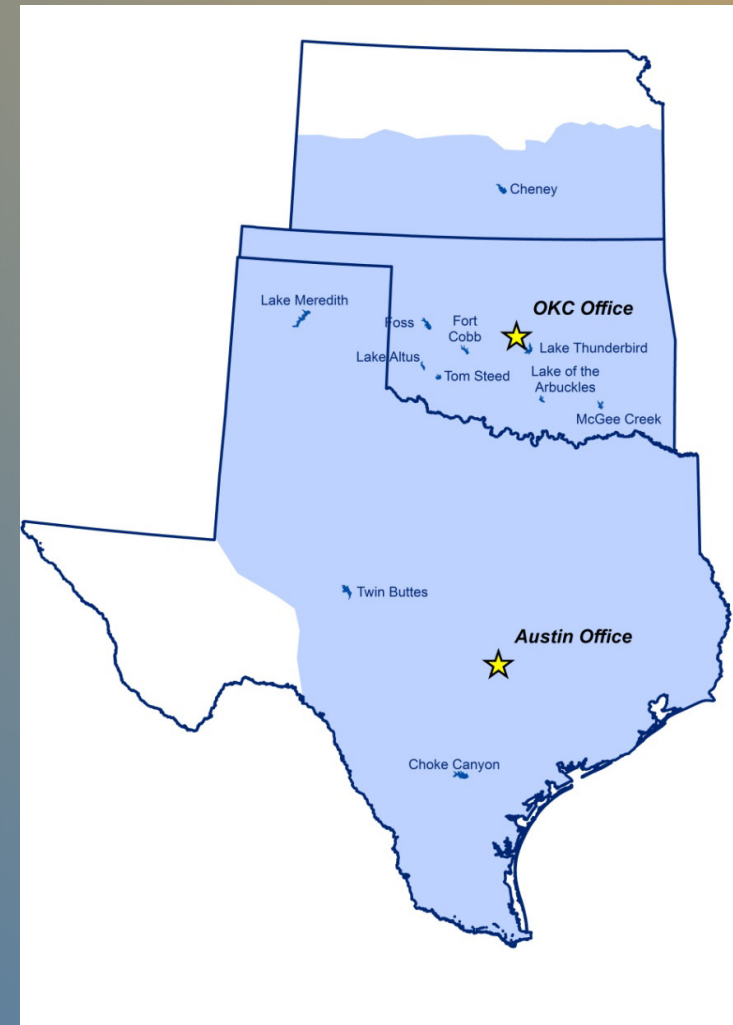 Cheney
Lake Meredith
OKC Office
Foss
Fort
Cobb
Lake Thunderbird
Lake Altus
Tom Steed
Lake of the
Arbuckles
McGee Creek
Twin Buttes
Austin Office
Choke Canyon